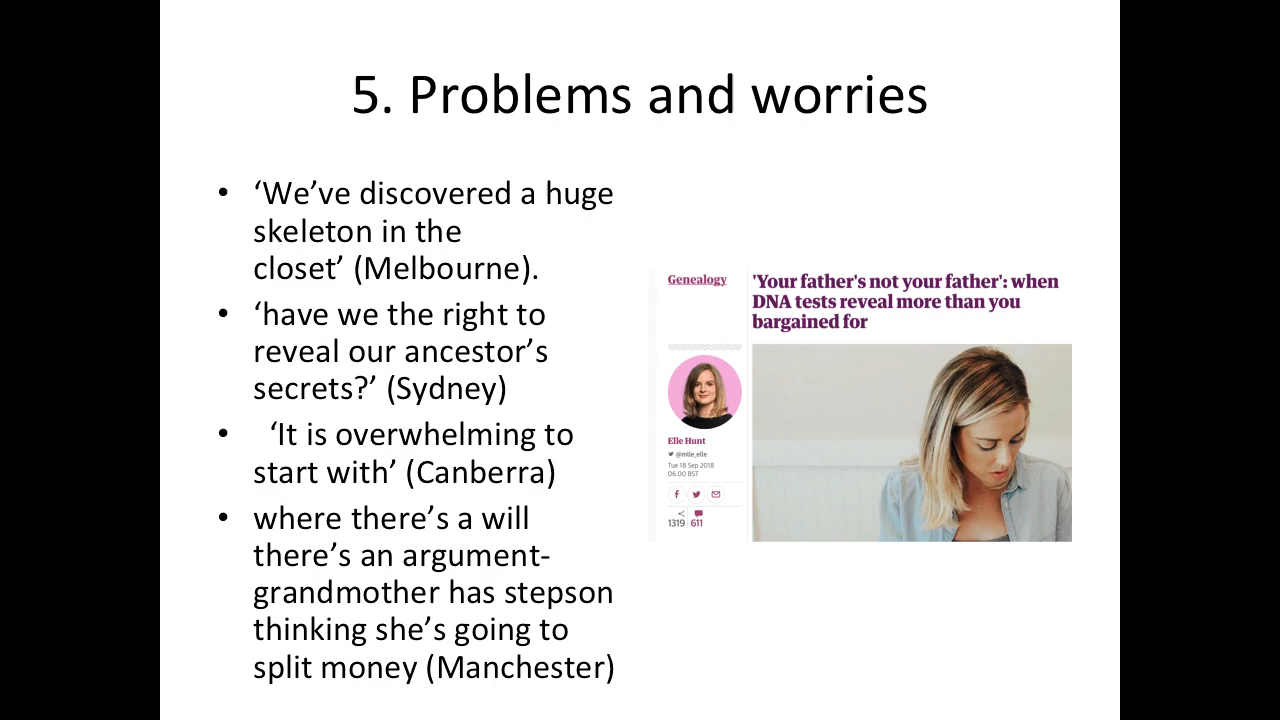 5. Problems and worries
• ‘We’ve discovered a huge
skeleton in the
closet’ (Melbourne).
• ‘have we the right to
reveal our ancestor’s
secrets?’ (Sydney)
• ‘It is overwhelming to
start with’ (Canberra)
• where there’s a will
there’s an argument-
grandmother has stepson
thinking she’s going to
split money (Manchester)
Genealogy
'Your father's not your father': when
DNA tests reveal more than you
bargained for
Elle Hunt
@mlle_elle
Tue 18 Sep 2018
06.00 BST
1319 611